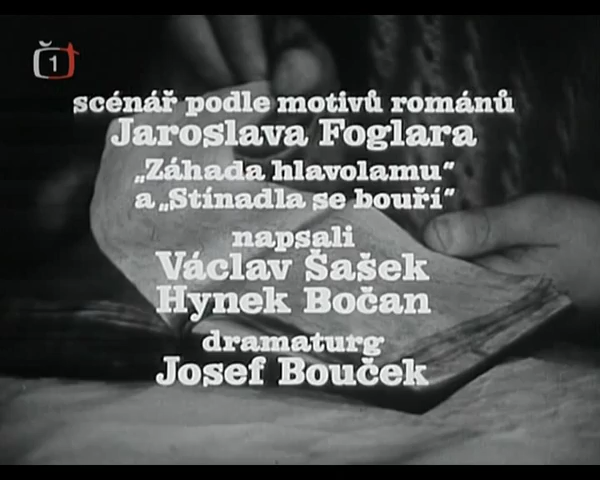 1
scénář podle motivů románů
Jaroslava Foglara
„Záhada hlavolamu“
a „Stínadla se bouří“
napsali
Václav Šašek
Hynek Bočan
dramaturg
Josef Bouček